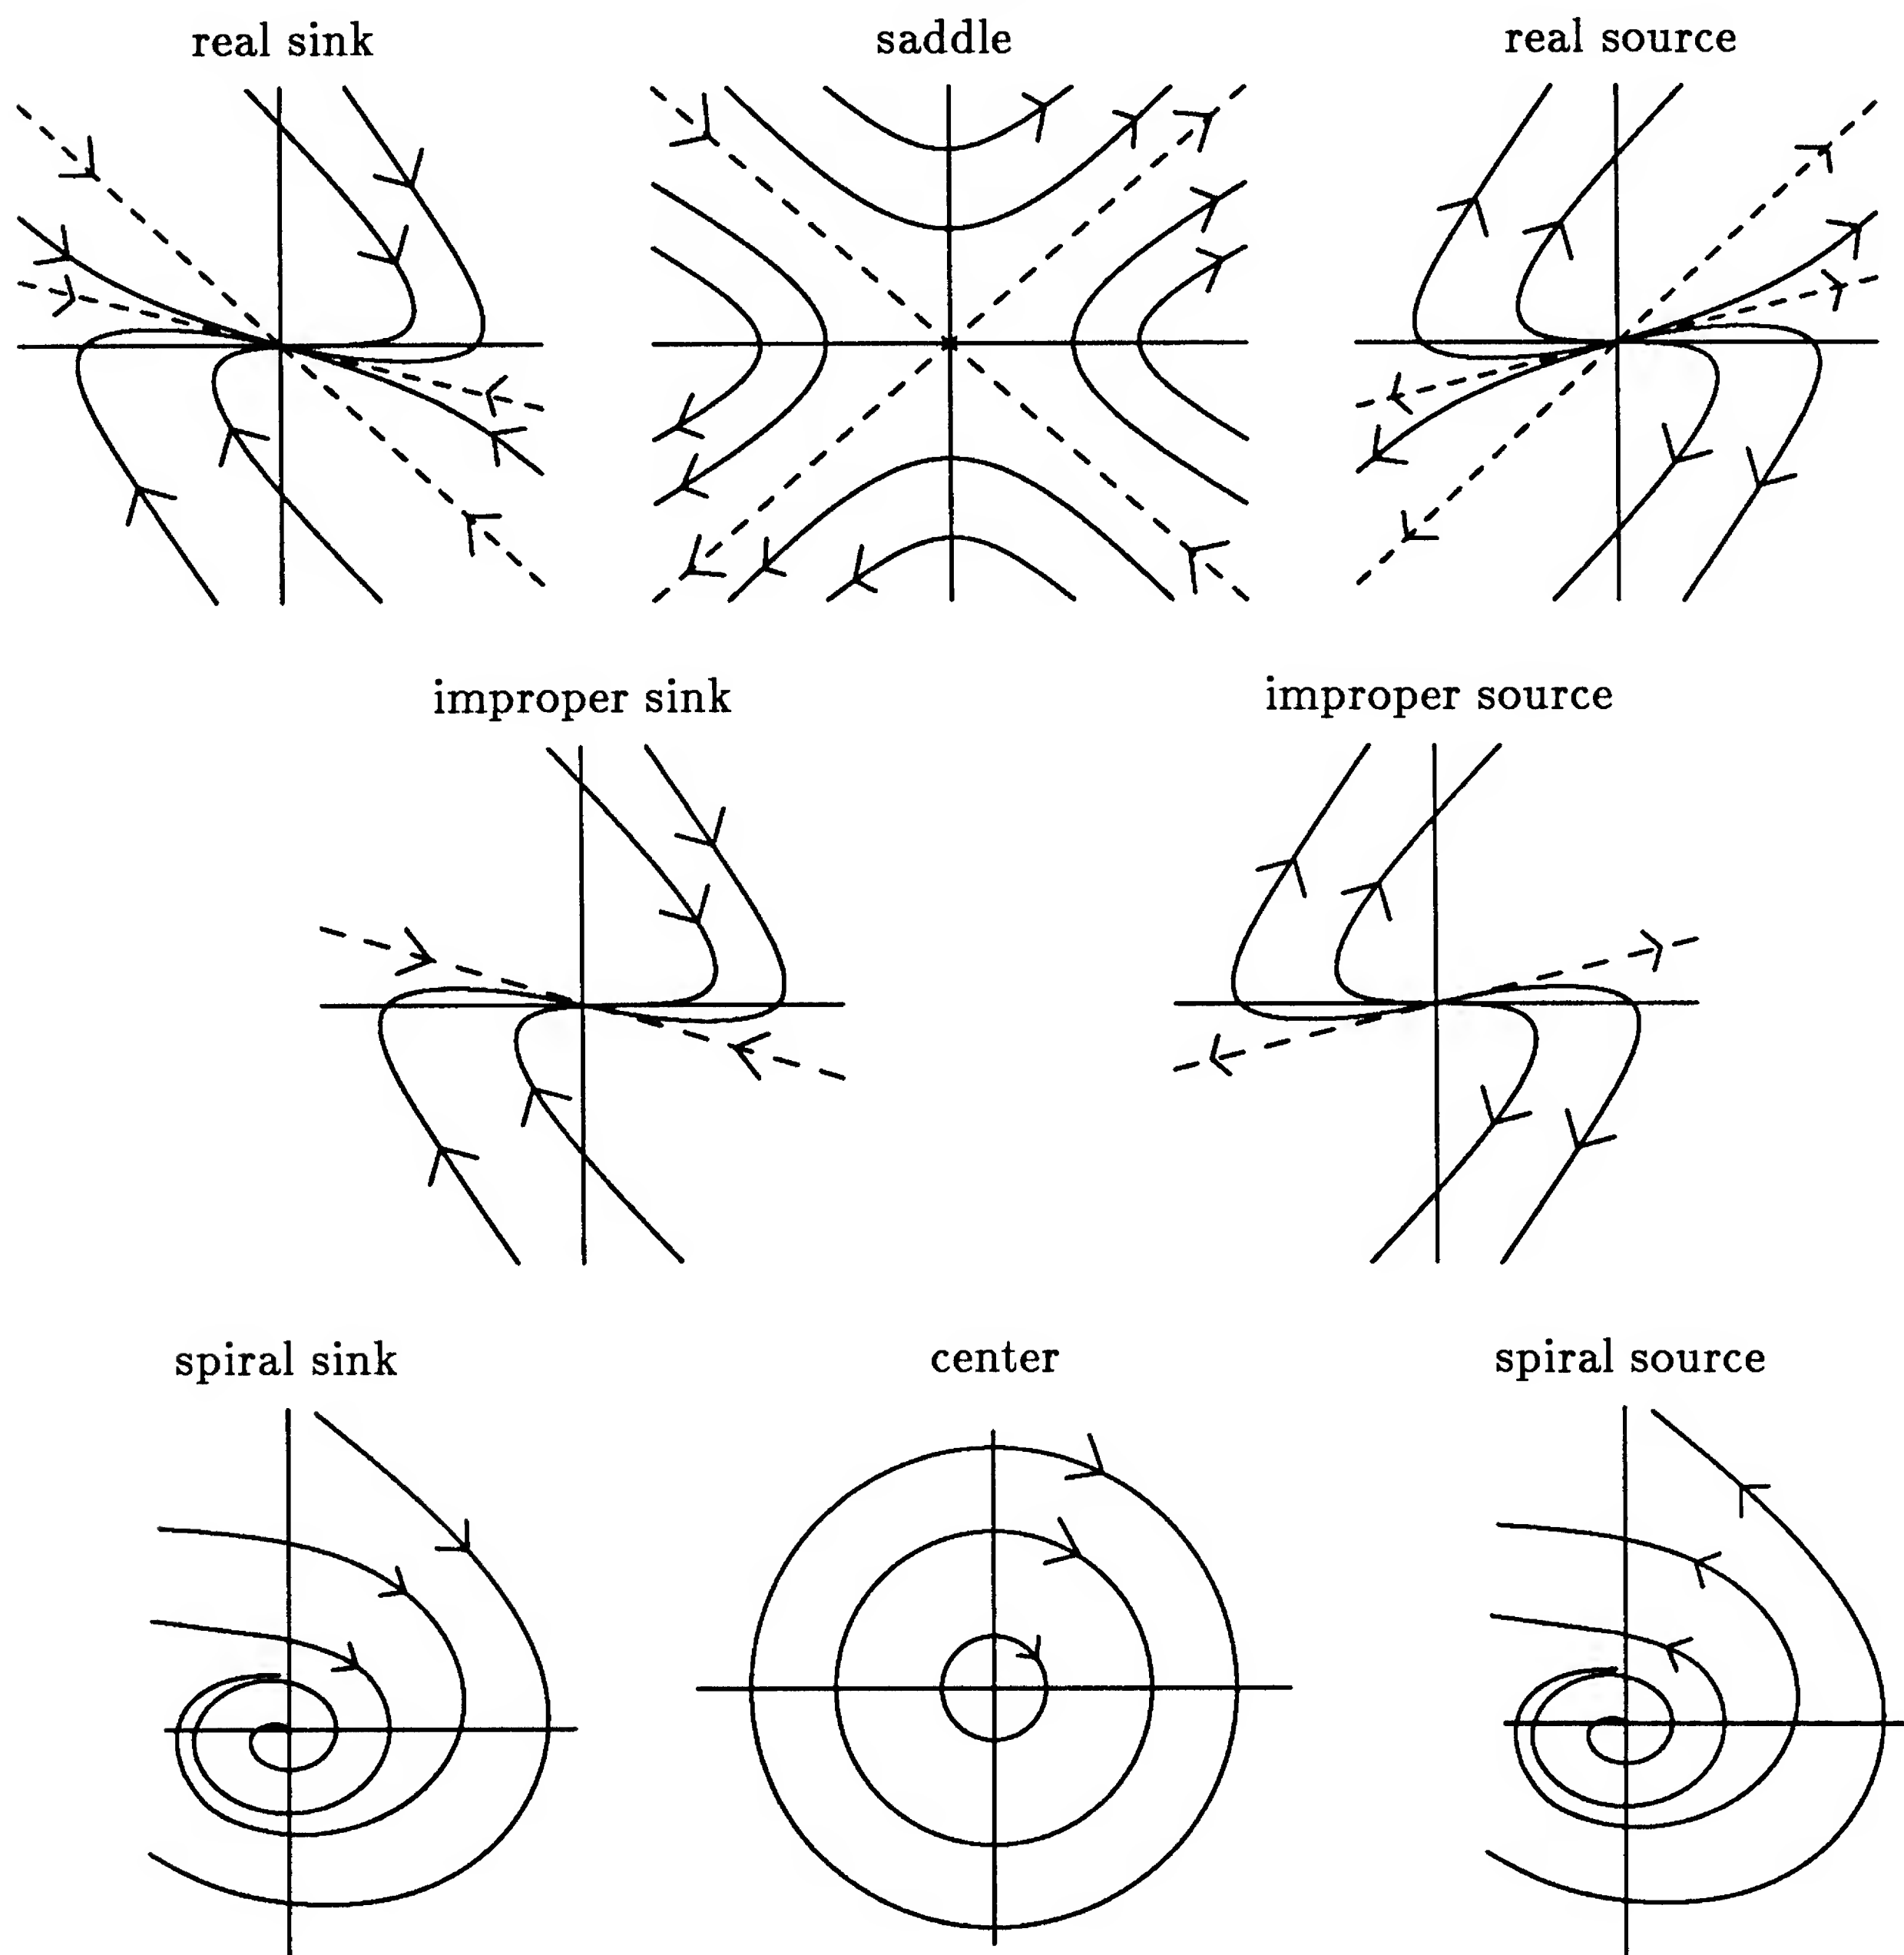 real sink
saddle
real source
improper sink
improper source
spiral sink
center
spiral source